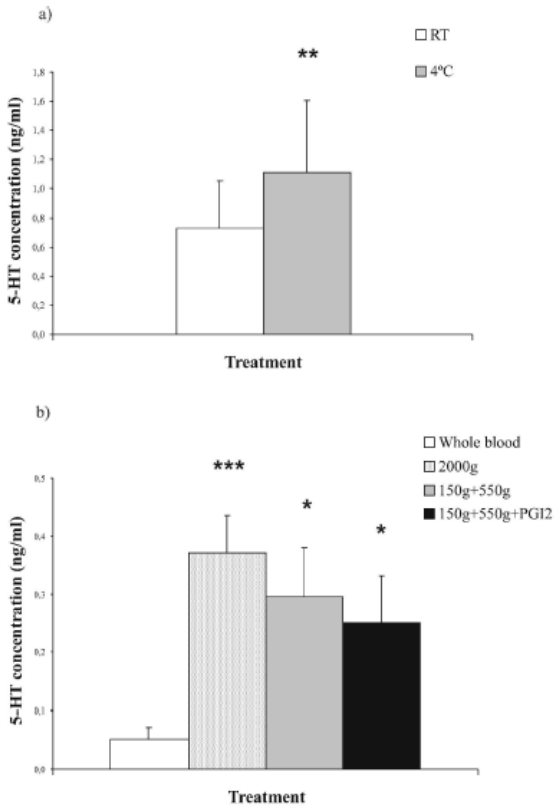 a)
RT
4ºC
**
5-HT concentration (ng/ml)
1,8
1,6
1,4
1,2
1,0
0,8
0,6
0,4
0,2
0,0
Treatment
b)
Whole blood
2000g
150g+550g
150g+550g+PGI2
***
*
*
5-HT concentration (ng/ml)
0,5
0,4
0,3
0,2
0,1
0,0
Treatment